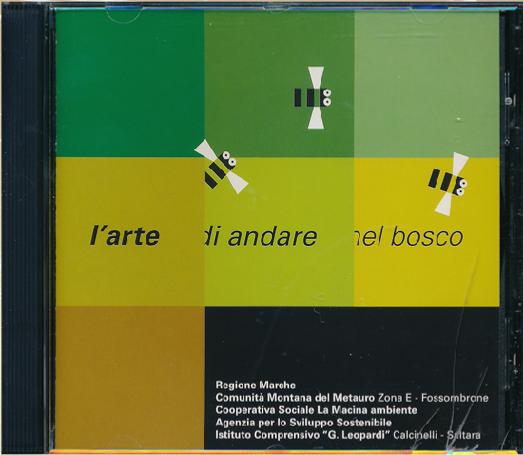 l'arte di andare nel bosco
Regione Marche
Comunità Montana del Metauro Zona E - Fossombrone
Cooperativa Sociale La Macina ambiente
Agenzia per lo Sviluppo Sostenibile
Istituto Comprensivo "G. Leopardi" Calcinelli - Saltara